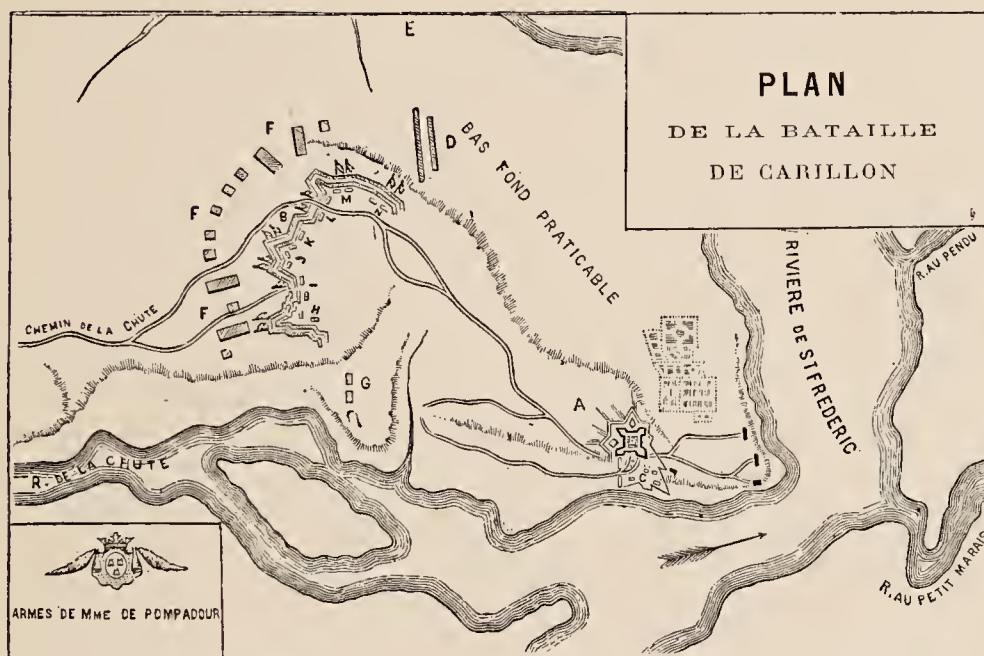 PLAN
DE LA BATAILLE
DE CARILLON
E
F
D
BAS FOND PRATICABLE
M
N
F
B
L
K
J
I
B
H
F
CHEMIN DE LA CHUTE
G
A
C
RIVIERE DE ST FREDERIC
R. AU PENDU
R. DE LA CHUTE
R. AU PETIT MARAIS
ARMES DE MME DE POMPADOUR